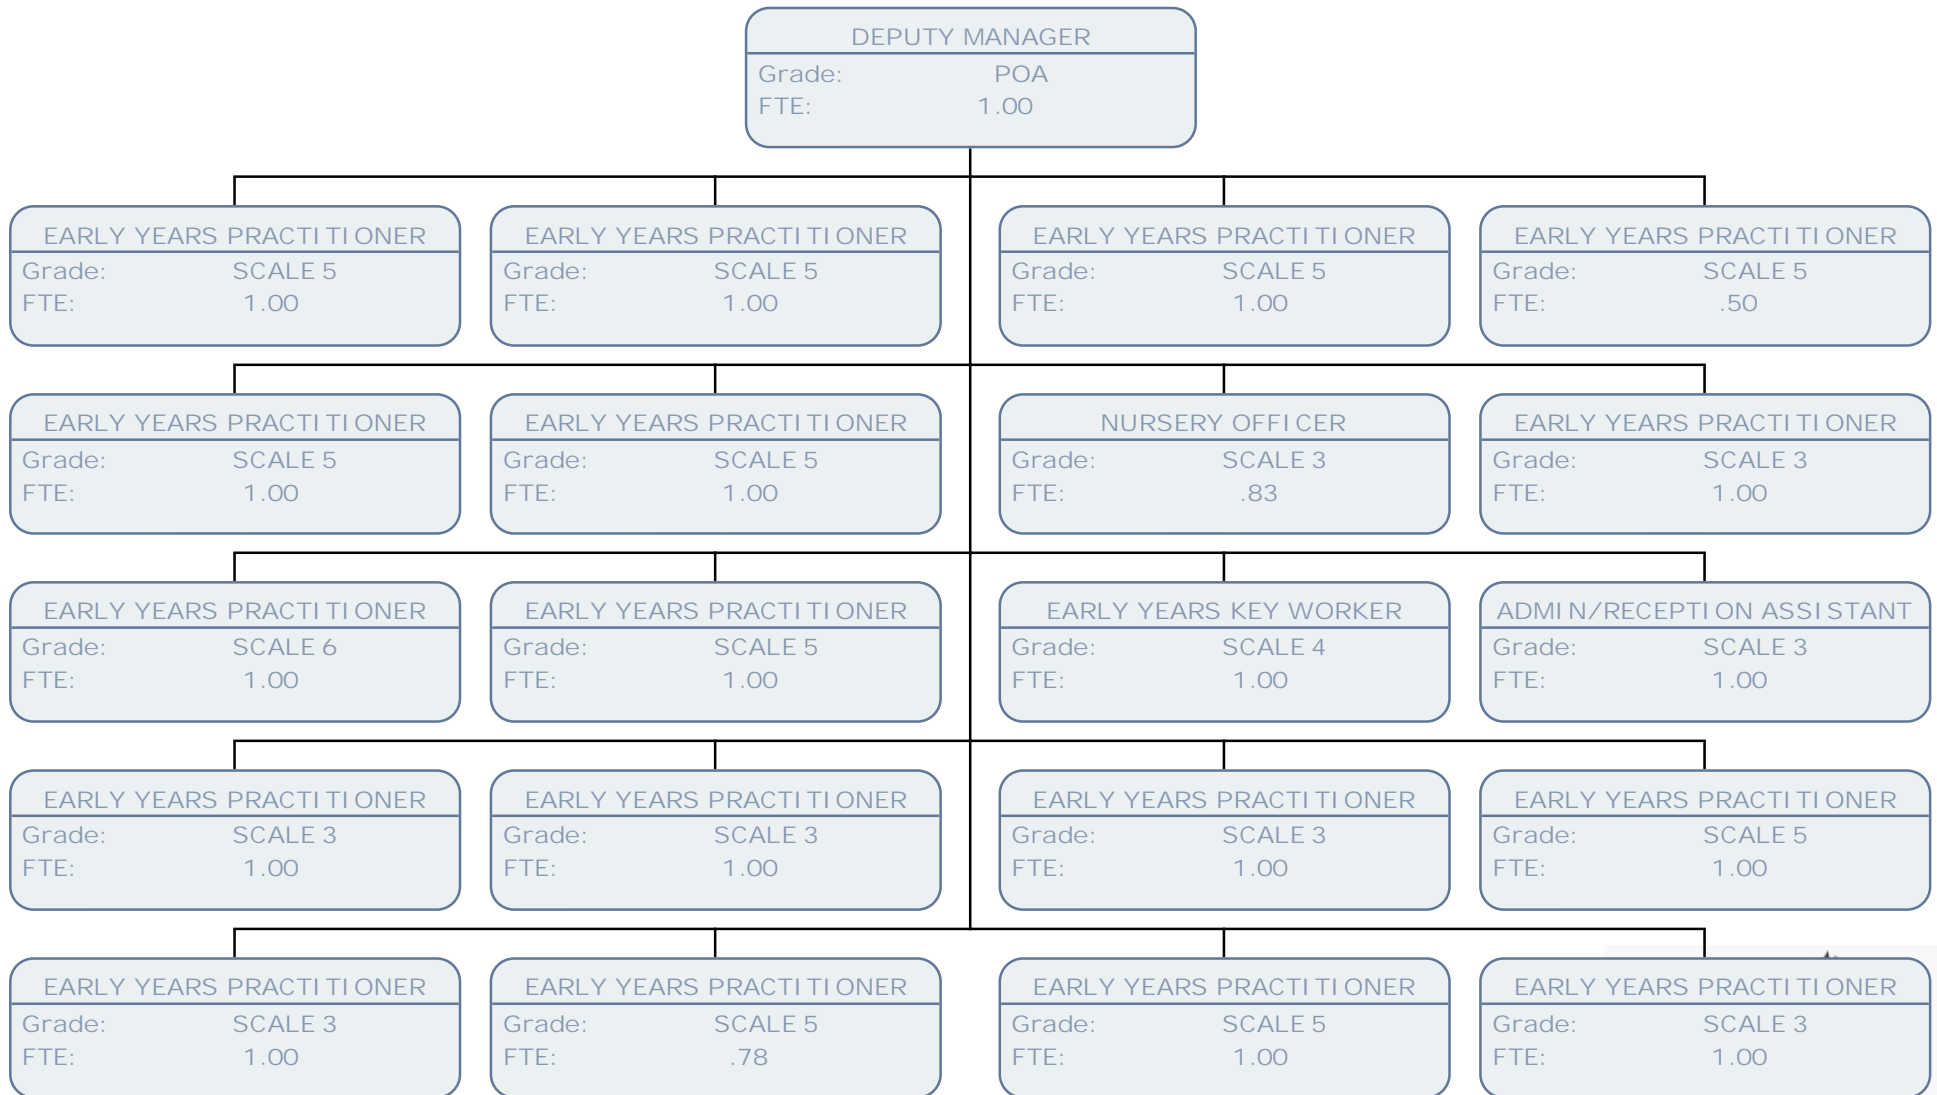 DEPUTY MANAGER
Grade: POA
FTE: 1.00
EARLY YEARS PRACTITIONER
Grade: SCALE 5
FTE: 1.00
EARLY YEARS PRACTITIONER
Grade: SCALE 5
FTE: 1.00
EARLY YEARS PRACTITIONER
Grade: SCALE 5
FTE: 1.00
EARLY YEARS PRACTITIONER
Grade: SCALE 5
FTE: .50
EARLY YEARS PRACTITIONER
Grade: SCALE 5
FTE: 1.00
EARLY YEARS PRACTITIONER
Grade: SCALE 5
FTE: 1.00
NURSERY OFFICER
Grade: SCALE 3
FTE: .83
EARLY YEARS PRACTITIONER
Grade: SCALE 3
FTE: 1.00
EARLY YEARS PRACTITIONER
Grade: SCALE 6
FTE: 1.00
EARLY YEARS PRACTITIONER
Grade: SCALE 5
FTE: 1.00
EARLY YEARS KEY WORKER
Grade: SCALE 4
FTE: 1.00
ADMIN/RECEPTION ASSISTANT
Grade: SCALE 3
FTE: 1.00
EARLY YEARS PRACTITIONER
Grade: SCALE 3
FTE: 1.00
EARLY YEARS PRACTITIONER
Grade: SCALE 3
FTE: 1.00
EARLY YEARS PRACTITIONER
Grade: SCALE 3
FTE: 1.00
EARLY YEARS PRACTITIONER
Grade: SCALE 5
FTE: 1.00
EARLY YEARS PRACTITIONER
Grade: SCALE 3
FTE: 1.00
EARLY YEARS PRACTITIONER
Grade: SCALE 5
FTE: .78
EARLY YEARS PRACTITIONER
Grade: SCALE 5
FTE: 1.00
EARLY YEARS PRACTITIONER
Grade: SCALE 3
FTE: 1.00